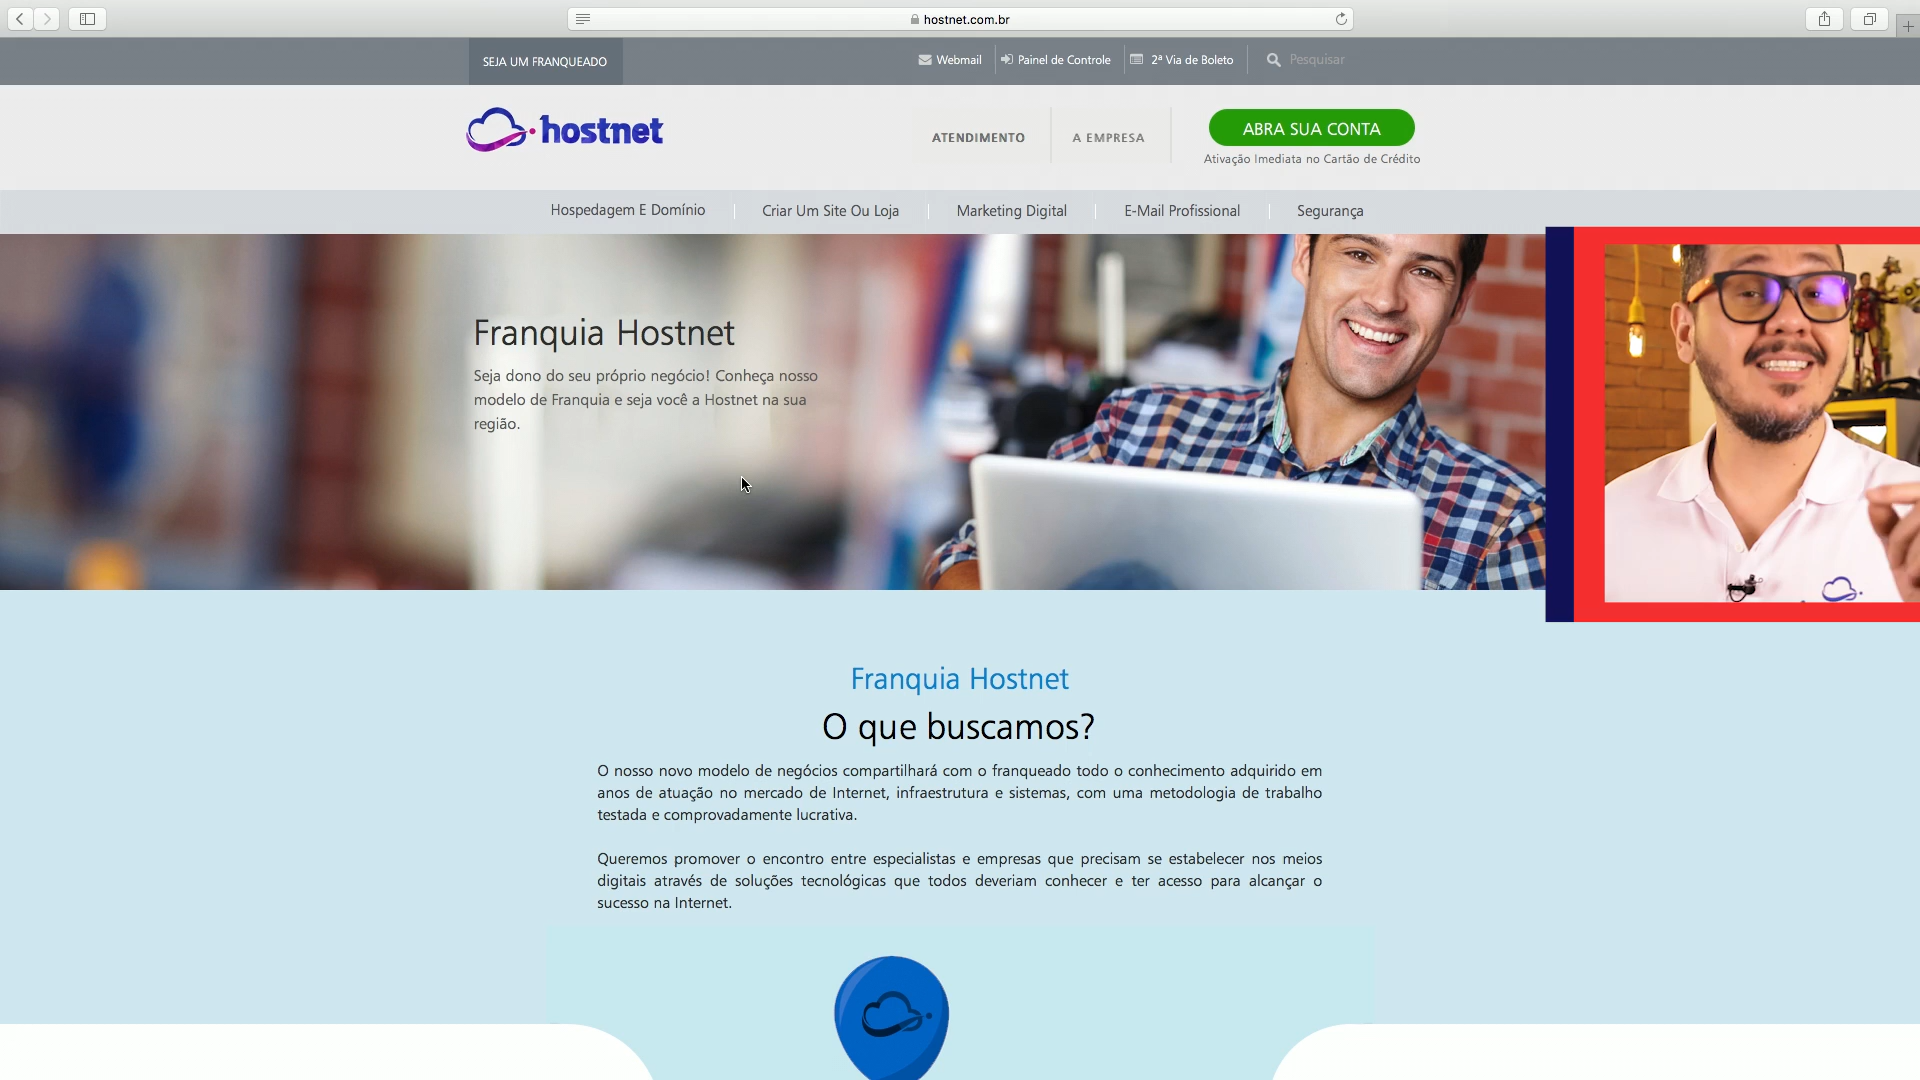 hostnet.com.br
SEJA UM FRANQUEADO
Webmail
Painel de Controle
2ª Via de Boleto
Pesquisar
hostnet
ATENDIMENTO
A EMPRESA
ABRA SUA CONTA
Ativação Imediata no Cartão de Crédito
Hospedagem E Domínio
Criar Um Site Ou Loja
Marketing Digital
E-Mail Profissional
Segurança
Franquia Hostnet
Seja dono do seu próprio negócio! Conheça nosso
modelo de Franquia e seja você a Hostnet na sua
região.
Franquia Hostnet
O que buscamos?
O nosso novo modelo de negócios compartilhará com o franqueado todo o conhecimento adquirido em
anos de atuação no mercado de Internet, infraestrutura e sistemas, com uma metodologia de trabalho
testada e comprovadamente lucrativa.
Queremos promover o encontro entre especialistas e empresas que precisam se estabelecer nos meios
digitais através de soluções tecnológicas que todos deveriam conhecer e ter acesso para alcançar o
sucesso na Internet.